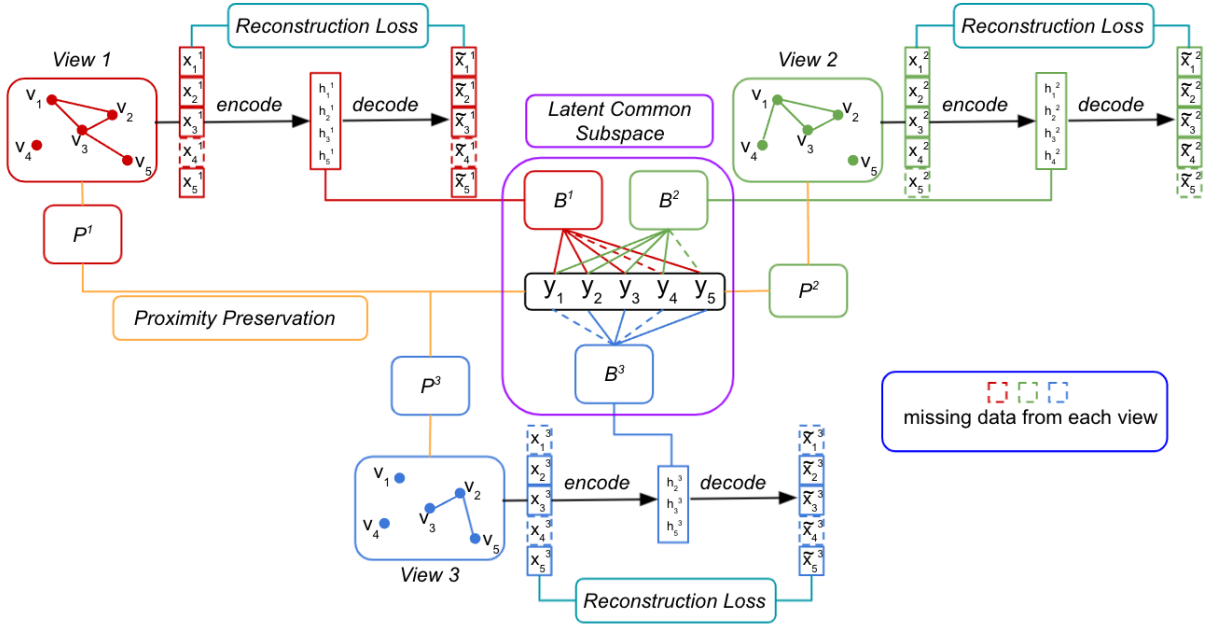 Reconstruction Loss
View 1
v₁
v₂
v₃
v₄
v₅
x₁¹
x₂¹
x₃¹
x₄¹
x₅¹
encode
h₁¹
h₂¹
h₃¹
h₅¹
decode
x̃₁¹
x̃₂¹
x̃₃¹
x̃₄¹
x̃₅¹
P¹
Latent Common
Subspace
B¹
B²
y₁ y₂ y₃ y₄ y₅
B³
Reconstruction Loss
View 2
v₁
v₂
v₃
v₄
v₅
x₁²
x₂²
x₃²
x₄²
x₅²
encode
h₁²
h₂²
h₃²
h₄²
decode
x̃₁²
x̃₂²
x̃₃²
x̃₄²
x̃₅²
P²
Proximity Preservation
P³
v₁
v₂
v₃
v₄
v₅
View 3
x₁³
x₂³
x₃³
x₄³
x₅³
encode
h₂³
h₃³
h₅³
decode
x̃₁³
x̃₂³
x̃₃³
x̃₄³
x̃₅³
Reconstruction Loss
missing data from each view